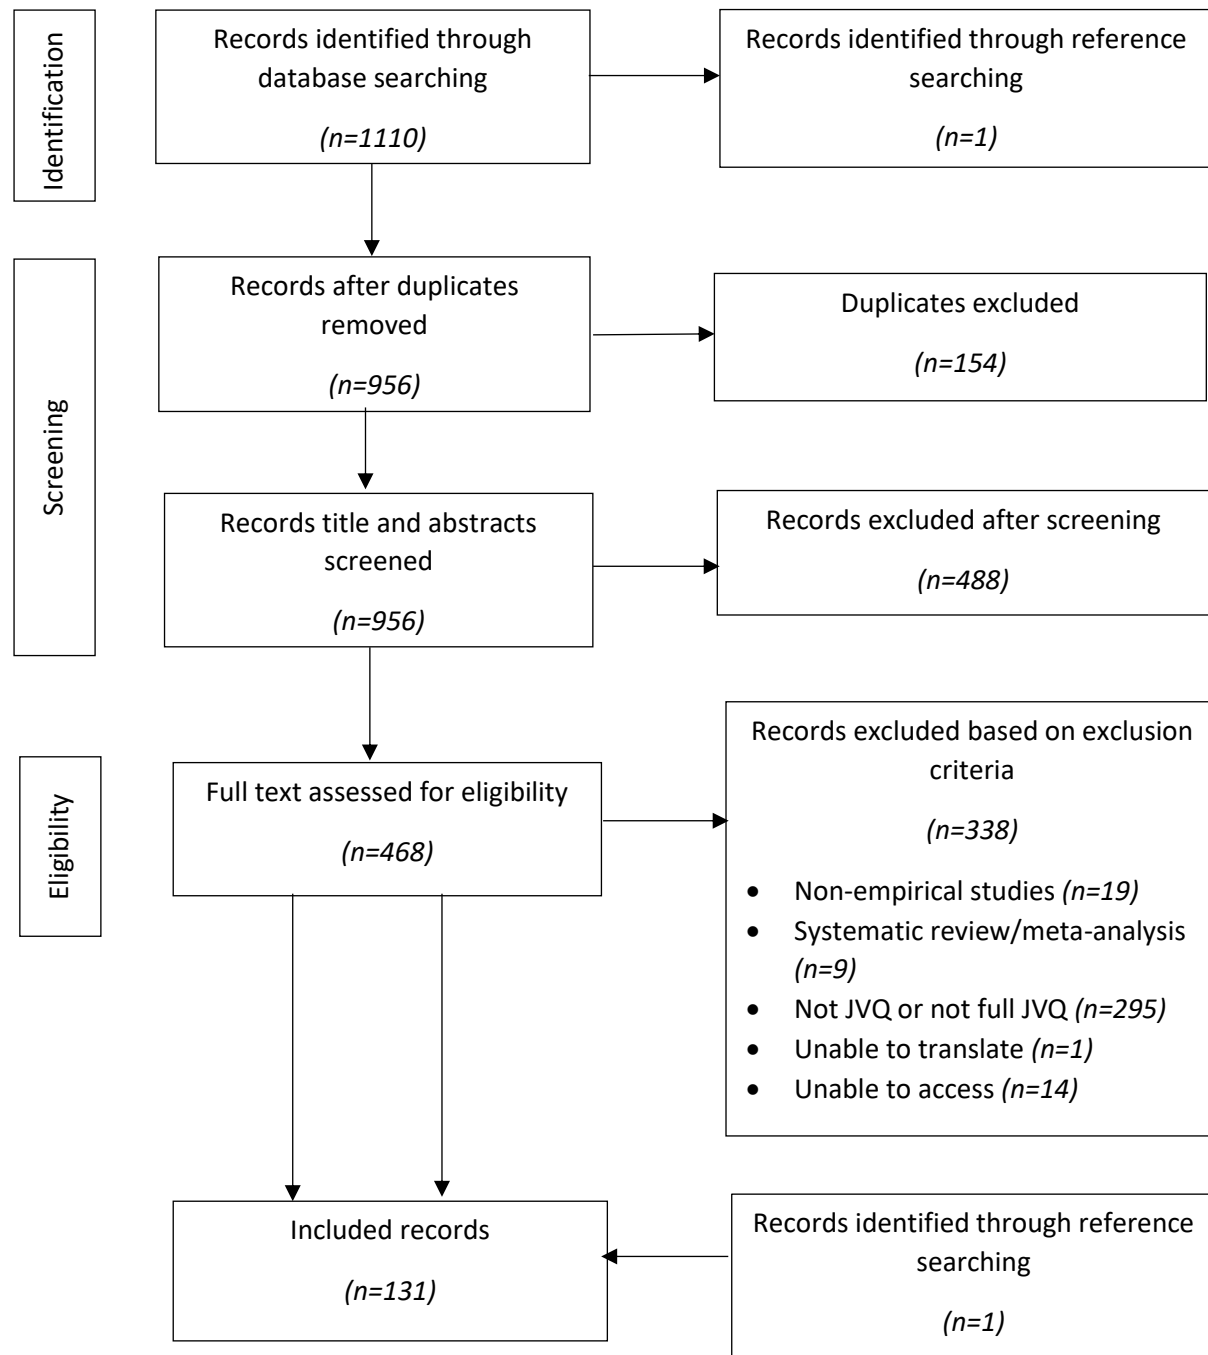 Identification
Records identified through
database searching
(n=1110)
Records identified through reference
searching
(n=1)
Screening
Records after duplicates
removed
(n=956)
Duplicates excluded
(n=154)
Records title and abstracts
screened
(n=956)
Records excluded after screening
(n=488)
Eligibility
Full text assessed for eligibility
(n=468)
Records excluded based on exclusion
criteria
(n=338)
• Non-empirical studies (n=19)
• Systematic review/meta-analysis
(n=9)
• Not JVQ or not full JVQ (n=295)
• Unable to translate (n=1)
• Unable to access (n=14)
Included records
(n=131)
Records identified through reference
searching
(n=1)